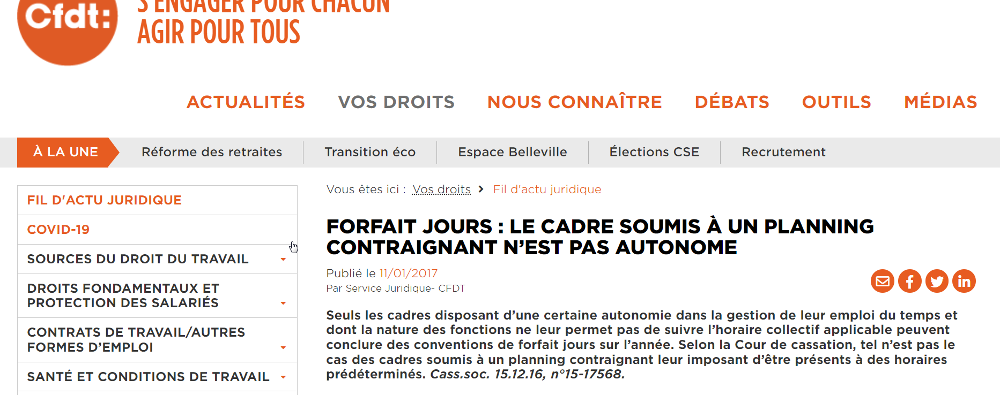 Cfdt:
S'ENGAGER POUR CHACUN
AGIR POUR TOUS
ACTUALITÉS VOS DROITS NOUS CONNAÎTRE DÉBATS OUTILS MÉDIAS
À LA UNE Réforme des retraites Transition éco Espace Belleville Élections CSE Recrutement
FIL D'ACTU JURIDIQUE
COVID-19
SOURCES DU DROIT DU TRAVAIL
DROITS FONDAMENTAUX ET
PROTECTION DES SALARIÉS
CONTRATS DE TRAVAIL/AUTRES
FORMES D’EMPLOI
SANTÉ ET CONDITIONS DE TRAVAIL
Vous êtes ici : Vos droits > Fil d'actu juridique
FORFAIT JOURS : LE CADRE SOUMIS À UN PLANNING
CONTRAIGNANT N’EST PAS AUTONOME
Publié le 11/01/2017
Par Service Juridique- CFDT
Seuls les cadres disposant d’une certaine autonomie dans la gestion de leur emploi du temps et
dont la nature des fonctions ne leur permet pas de suivre l’horaire collectif applicable peuvent
conclure des conventions de forfait jours sur l’année. Selon la Cour de cassation, tel n’est pas le
cas des cadres soumis à un planning contraignant leur imposant d’être présents à des horaires
prédéterminés. Cass.soc. 15.12.16, n°15-17568.